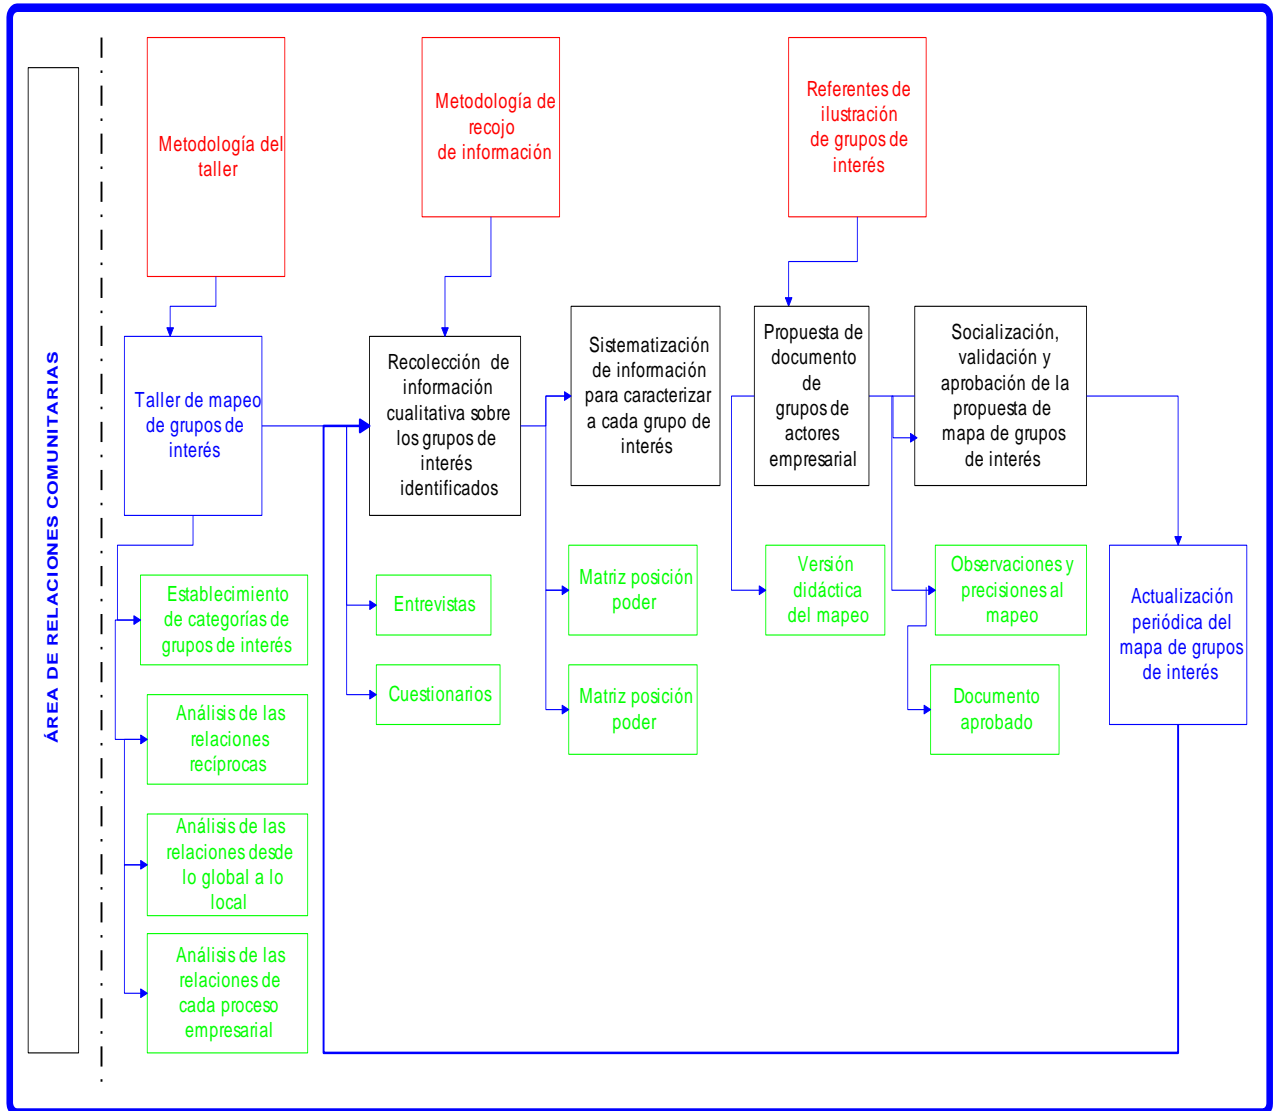 ÁREA DE RELACIONES COMUNITARIAS
Metodología del
taller
Metodología de
recojo
de información
Referentes de
ilustración
de grupos de
interés
Taller de mapeo
de grupos de
interés
Recolección de
información
cualitativa sobre
los grupos de
interés
identificados
Sistematización
de información
para caracterizar
a cada grupo de
interés
Propuesta de
documento
de
grupos de
actores
empresarial
Socialización,
validación y
aprobación de la
propuesta de
mapa de grupos
de interés
Establecimiento
de categorías de
grupos de interés
Análisis de las
relaciones
recíprocas
Análisis de las
relaciones desde
lo global a lo
local
Análisis de las
relaciones de
cada proceso
empresarial
Entrevistas
Cuestionarios
Matriz posición
poder
Matriz posición
poder
Versión
didáctica
del mapeo
Observaciones y
precisiones al
mapeo
Documento
aprobado
Actualización
periódica del
mapa de grupos
de interés